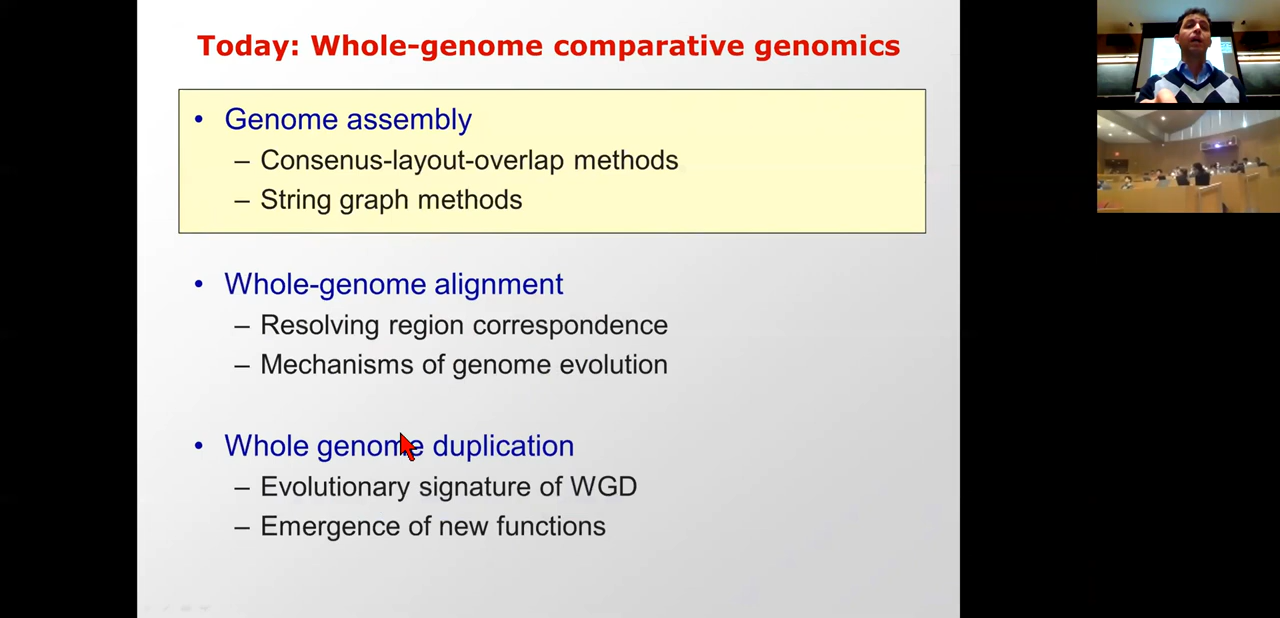 Today: Whole-genome comparative genomics
• Genome assembly
– Consenus-layout-overlap methods
– String graph methods
• Whole-genome alignment
– Resolving region correspondence
– Mechanisms of genome evolution
• Whole genome duplication
– Evolutionary signature of WGD
– Emergence of new functions